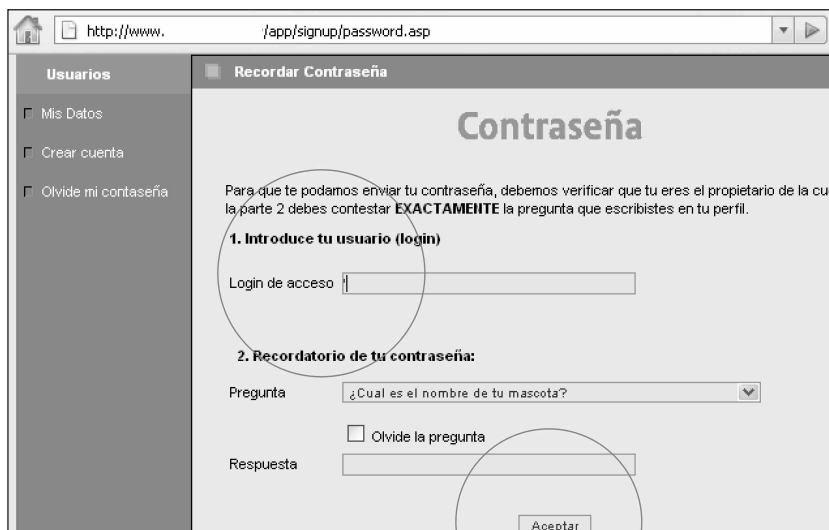 http://www. /app/signup/password.asp
Usuarios
Recordar Contraseña
Mis Datos
Crear cuenta
Olvide mi contaseña
Contraseña
Para que te podamos enviar tu contraseña, debemos verificar que tu eres el propietario de la cu
la parte 2 debes contestar EXACTAMENTE la pregunta que escribistes en tu perfil.
1. Introduce tu usuario (login)
Login de acceso '
2. Recordatorio de tu contraseña:
Pregunta ¿Cual es el nombre de tu mascota?
Olvide la pregunta
Respuesta
Aceptar